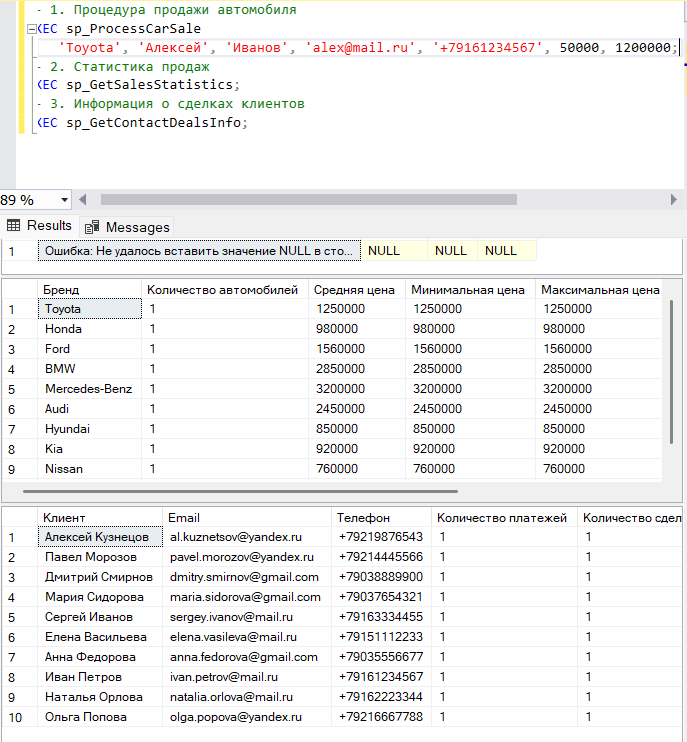 - 1. Процедура продажи автомобиля
EC sp_ProcessCarSale
'Toyota', 'Алексей', 'Иванов', 'alex@mail.ru', '+79161234567', 50000, 1200000;
- 2. Статистика продаж
EC sp_GetSalesStatistics;
- 3. Информация о сделках клиентов
EC sp_GetContactDealsInfo;
89 %
Results Messages
1 Ошибка: Не удалось вставить значение NULL в сто... NULL NULL NULL
Бренд Количество автомобилей Средняя цена Минимальная цена Максимальная цена
1 Toyota 1 1250000 1250000 1250000
2 Honda 1 980000 980000 980000
3 Ford 1 1560000 1560000 1560000
4 BMW 1 2850000 2850000 2850000
5 Mercedes-Benz 1 3200000 3200000 3200000
6 Audi 1 2450000 2450000 2450000
7 Hyundai 1 850000 850000 850000
8 Kia 1 920000 920000 920000
9 Nissan 1 760000 760000 760000
Клиент Email Телефон Количество платежей Количество сдел
1 Алексей Кузнецов al.kuznetsov@yandex.ru +79219876543 1 1
2 Павел Морозов pavel.morozov@yandex.ru +79214445566 1 1
3 Дмитрий Смирнов dmitry.smirnov@gmail.com +79038889900 1 1
4 Мария Сидорова maria.sidorova@gmail.com +79037654321 1 1
5 Сергей Иванов sergey.ivanov@mail.ru +79163334455 1 1
6 Елена Васильева elena.vasileva@mail.ru +79151112233 1 1
7 Анна Федорова anna.fedorova@gmail.com +79035556677 1 1
8 Иван Петров ivan.petrov@mail.ru +79161234567 1 1
9 Наталья Орлова natalia.orlova@mail.ru +79162223344 1 1
10 Ольга Попова olga.popova@yandex.ru +79216667788 1 1